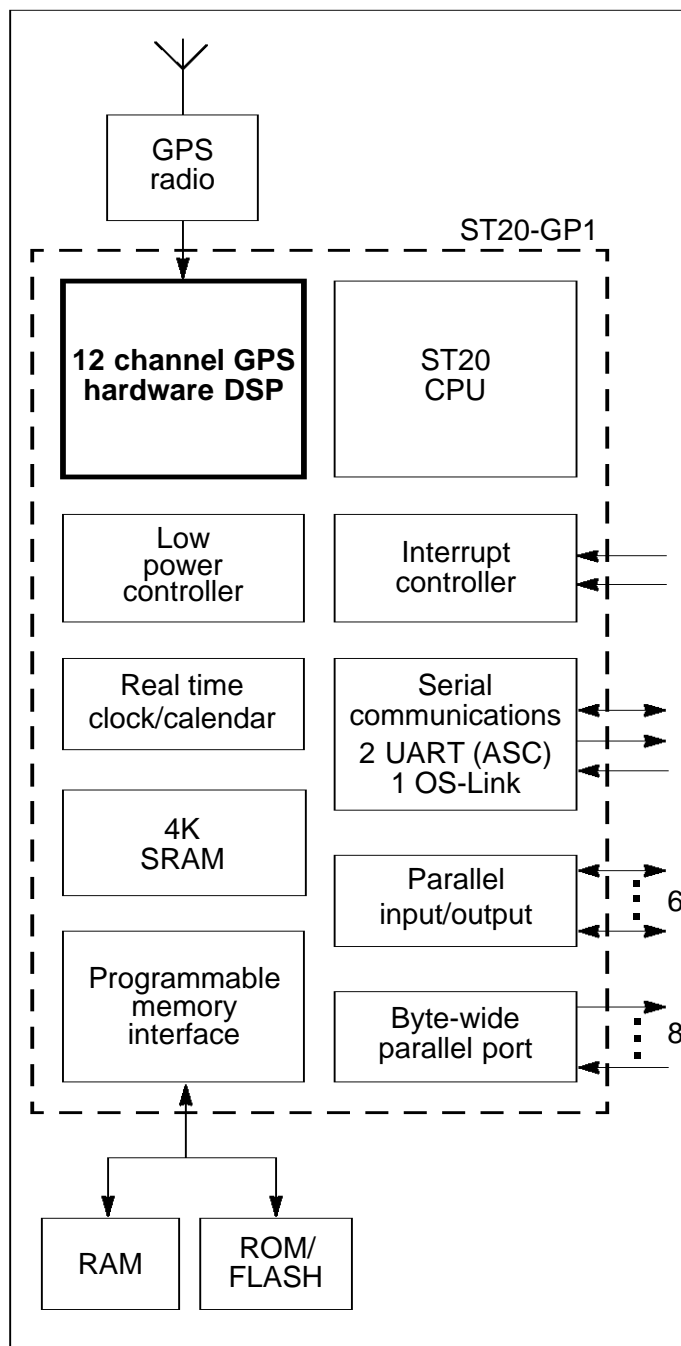 GPS
radio
ST20-GP1
12 channel GPS
hardware DSP
ST20
CPU
Low
power
controller
Interrupt
controller
Real time
clock/calendar
Serial
communications
2 UART (ASC)
1 OS-Link
4K
SRAM
Parallel
input/output
6
Programmable
memory
interface
Byte-wide
parallel port
8
RAM
ROM/
FLASH